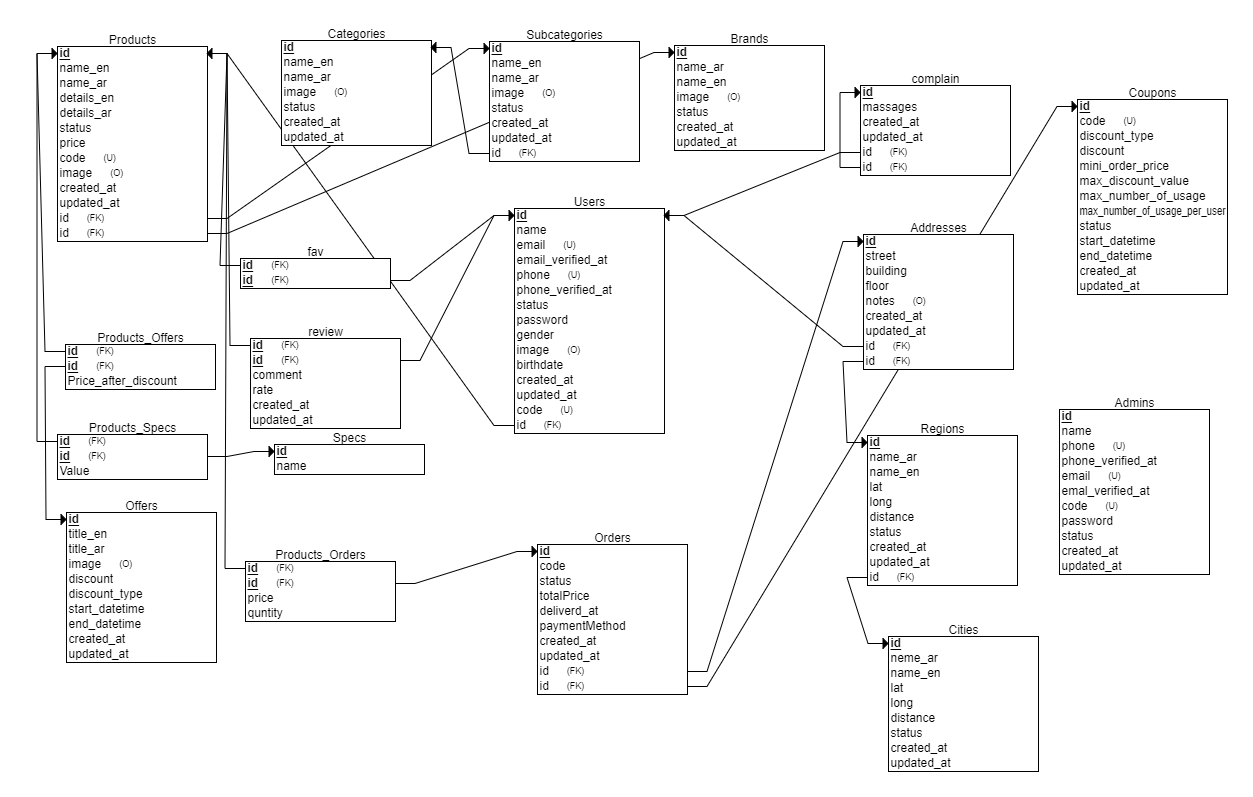 Products
id
name_en
name_ar
details_en
details_ar
status
price
code (U)
image (O)
created_at
updated_at
id (FK)
id (FK)
Categories
id
name_en
name_ar
image (O)
status
created_at
updated_at
Subcategories
id
name_en
name_ar
image (O)
status
created_at
updated_at
id (FK)
Brands
id
name_ar
name_en
image (O)
status
created_at
updated_at
complain
id
massages
created_at
updated_at
id (FK)
id (FK)
Coupons
id
code (U)
discount_type
discount
mini_order_price
max_discount_value
max_number_of_usage
max_number_of_usage_per_user
status
start_datetime
end_datetime
created_at
updated_at
fav
id (FK)
id (FK)
Users
id
name
email (U)
email_verified_at
phone (U)
phone_verified_at
status
password
gender
image (O)
birthdate
created_at
updated_at
code (U)
id (FK)
Addresses
id
street
building
floor
notes (O)
created_at
updated_at
id (FK)
id (FK)
Products_Offers
id (FK)
id (FK)
Price_after_discount
review
id (FK)
id (FK)
comment
rate
created_at
updated_at
Products_Specs
id (FK)
id (FK)
Value
Specs
id
name
Regions
id
name_ar
name_en
lat
long
distance
status
created_at
updated_at
id (FK)
Admins
id
name
phone (U)
phone_verified_at
email (U)
emal_verified_at
code (U)
password
status
created_at
updated_at
Offers
id
title_en
title_ar
image (O)
discount
discount_type
start_datetime
end_datetime
created_at
updated_at
Products_Orders
id (FK)
id (FK)
price
quntity
Orders
id
code
status
totalPrice
deliverd_at
paymentMethod
created_at
updated_at
id (FK)
id (FK)
Cities
id
neme_ar
name_en
lat
long
distance
status
created_at
updated_at